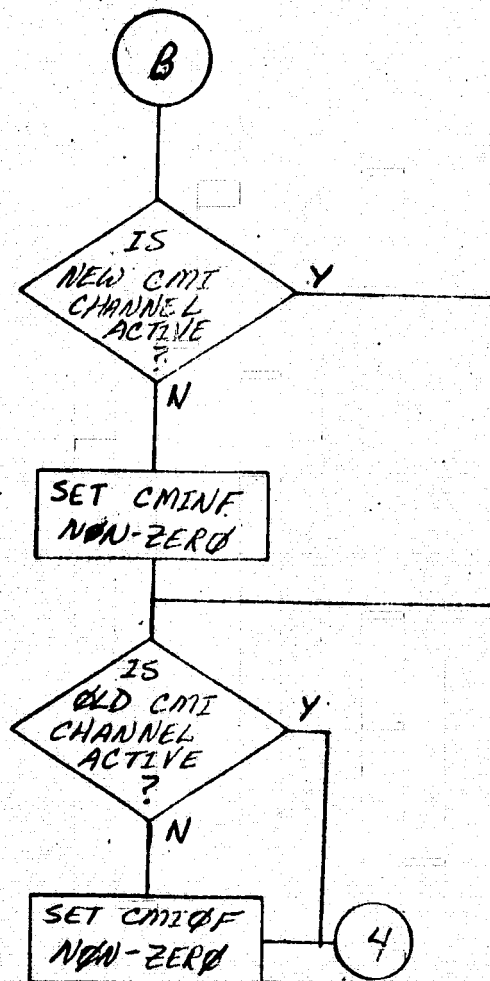 B
IS
NEW CMI
CHANNEL
ACTIVE
?
Y
N
SET CMINF
NØN-ZERØ
IS
ØLD CMI
CHANNEL
ACTIVE
?
Y
N
SET CMIØF
NØN-ZERØ
4